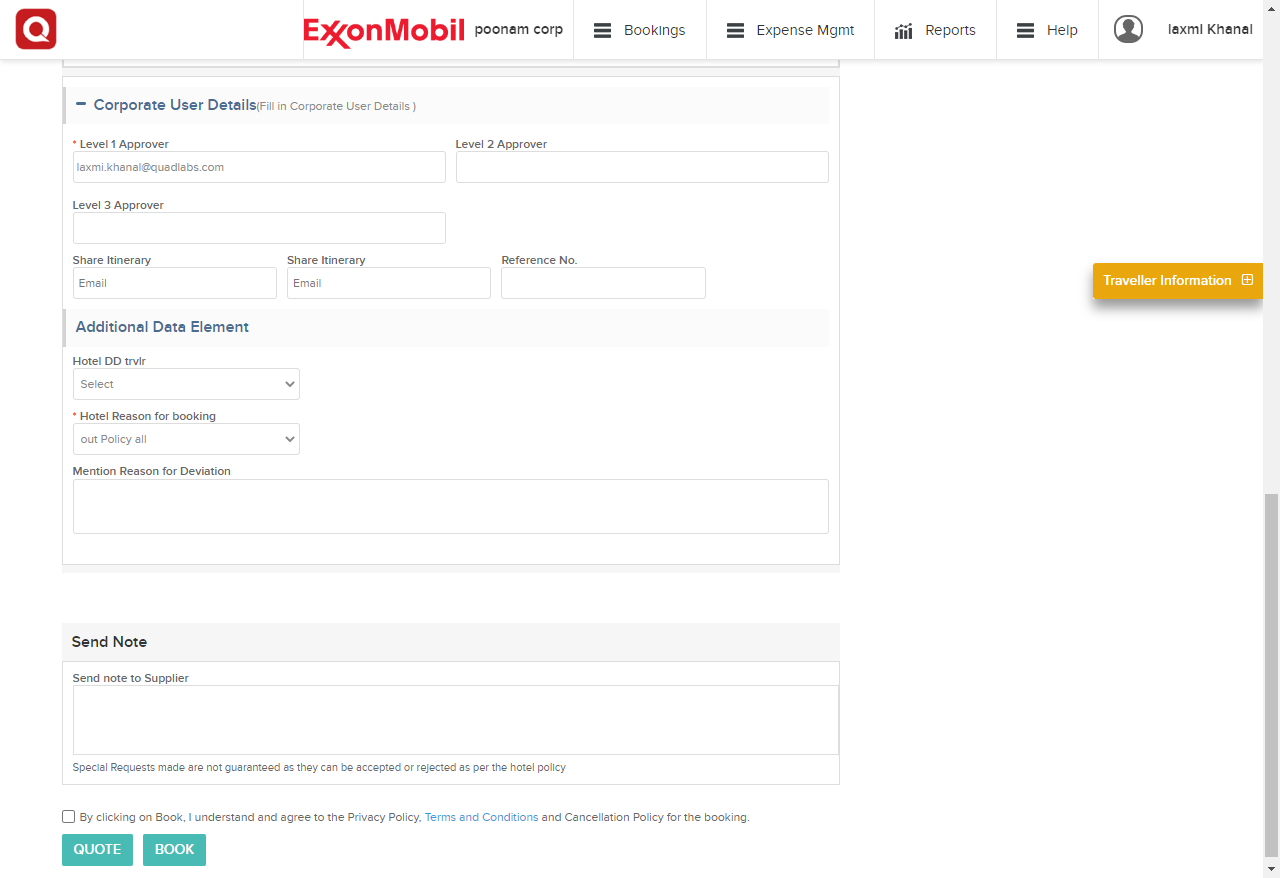 Q
ExxonMobil poonam corp Bookings Expense Mgmt Reports Help laxmi Khanal
Corporate User Details(Fill in Corporate User Details )
* Level 1 Approver Level 2 Approver
laxmi.khanal@quadlabs.com
Level 3 Approver
Share Itinerary Share Itinerary Reference No.
Email Email
Traveller Information
Additional Data Element
Hotel DD trvlr
Select
* Hotel Reason for booking
out Policy all
Mention Reason for Deviation
Send Note
Send note to Supplier
Special Requests made are not guaranteed as they can be accepted or rejected as per the hotel policy
By clicking on Book, I understand and agree to the Privacy Policy, Terms and Conditions and Cancellation Policy for the booking.
QUOTE BOOK